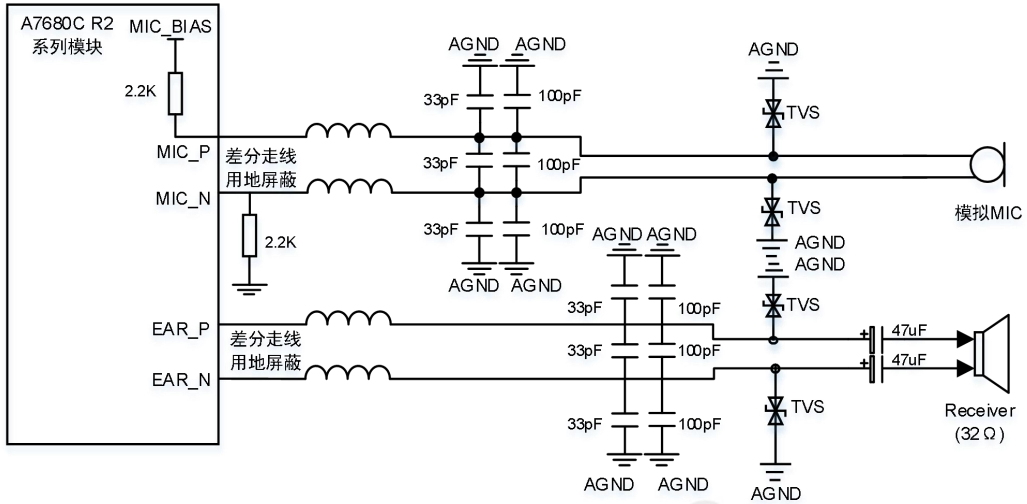 A7680C R2
系列模块
MIC_BIAS
2.2K
MIC_P
MIC_N
差分走线
用地屏蔽
2.2K
AGND
AGND
33pF
100pF
33pF
100pF
33pF
100pF
AGND
AGND
AGND
TVS
TVS
AGND
模拟MIC
EAR_P
EAR_N
差分走线
用地屏蔽
AGND
AGND
33pF
100pF
33pF
100pF
33pF
100pF
AGND
AGND
AGND
TVS
+
47uF
+
47uF
TVS
AGND
Receiver
(32Ω)